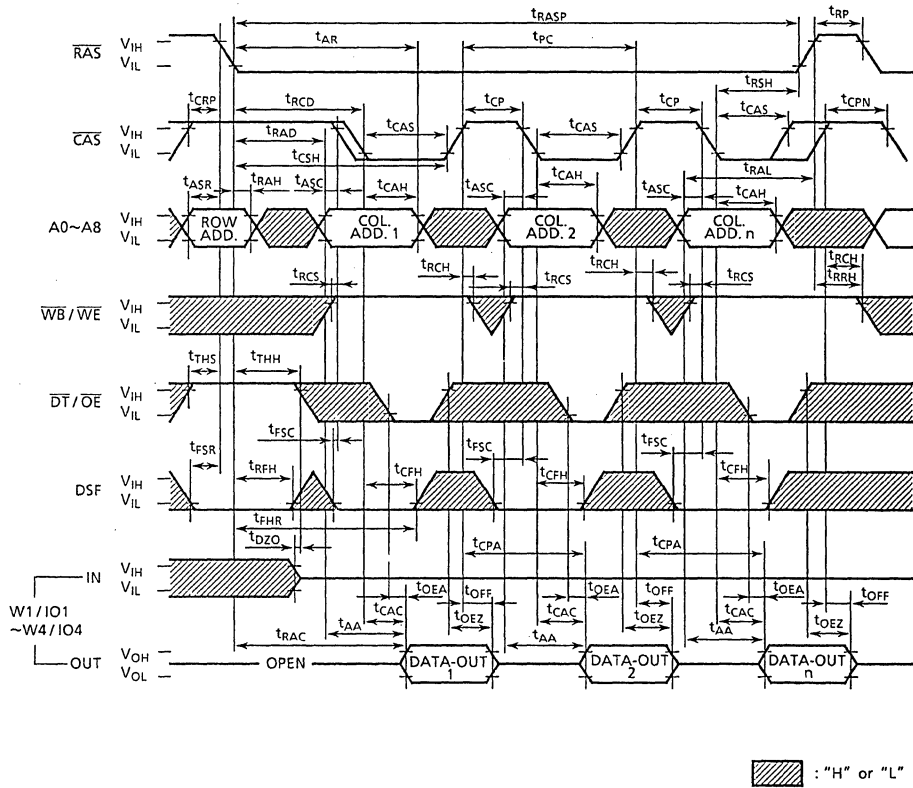 tRASP
tRP
tAR
tPC
RAS
VIH
VIL
tRSH
tCRP
tRCD
tCP
tCP
tCAS
tCPN
CAS
VIH
VIL
tRAD
tCAS
tCAS
tCSH
tRAL
tASR
tRAH
tASC
tCAH
tASC
tCAH
tASC
tCAH
A0~A8
VIH
VIL
ROW ADD.
COL. ADD. 1
COL. ADD. 2
COL. ADD. n
tRCS
tRCH
tRCS
tRCH
tRCS
tRCH
tRRH
WB / WE
VIH
VIL
tTHS
tTHH
DT / OE
VIH
VIL
tFSC
tFSC
tFSC
tFSR
tRFH
tCFH
tCFH
tCFH
DSF
VIH
VIL
tFHR
tDZO
tCPA
tCPA
IN
VIH
VIL
W1 / IO1
~W4 / IO4
tOEA
tOFF
tOEA
tOFF
tOEA
tOFF
tCAC
tOEZ
tCAC
tOEZ
tCAC
tOEZ
tAA
tAA
tAA
tRAC
OUT
VOH
VOL
OPEN
DATA-OUT 1
DATA-OUT 2
DATA-OUT n
: "H" or "L"